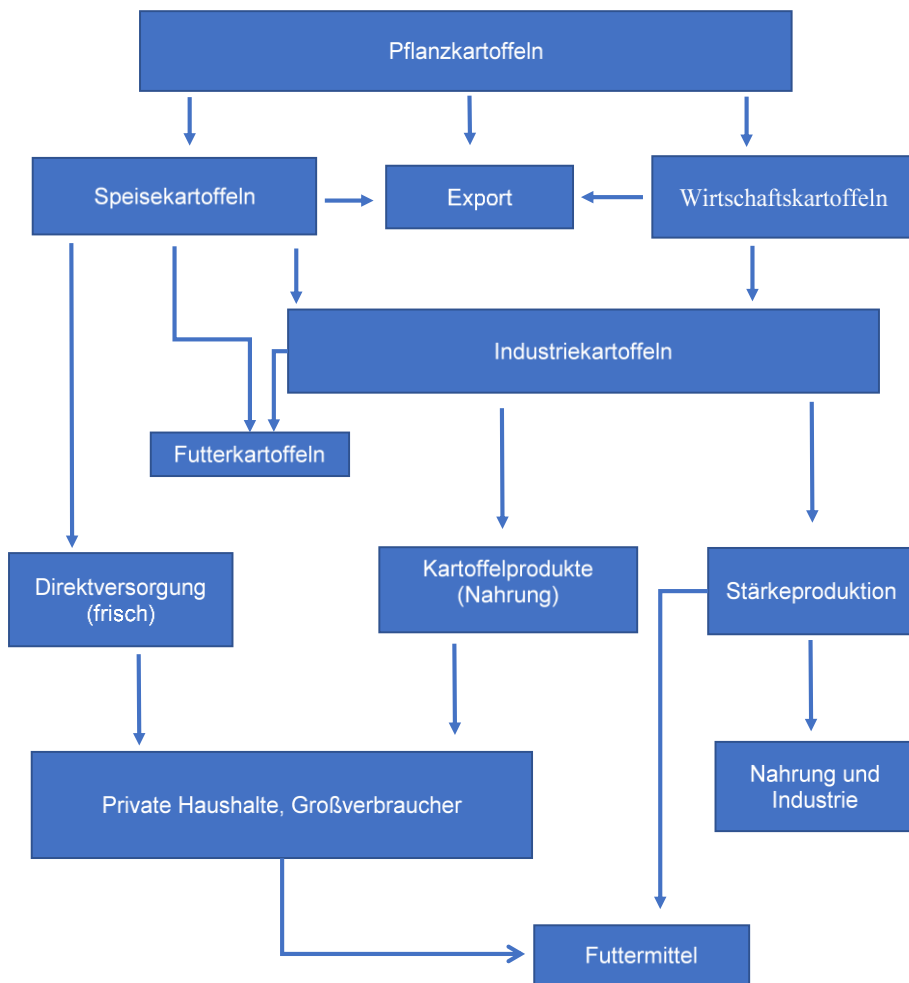 Pflanzkartoffeln
Speisekartoffeln
Export
Wirtschaftskartoffeln
Industriekartoffeln
Futterkartoffeln
Direktversorgung
(frisch)
Kartoffelprodukte
(Nahrung)
Stärkeproduktion
Private Haushalte, Großverbraucher
Nahrung und
Industrie
Futtermittel